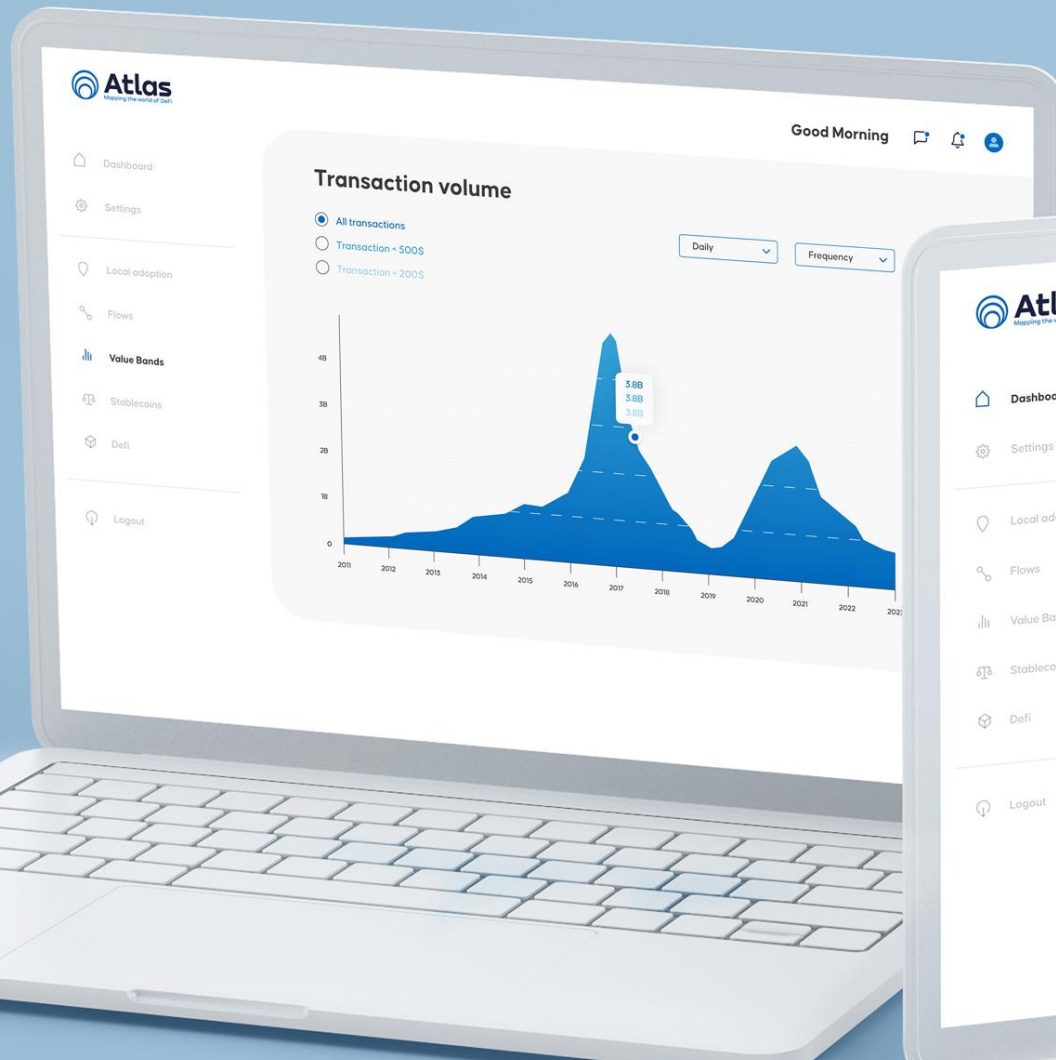 Atlas
Mapping the world of DeFi
Good Morning
Dashboard
Settings
Local adoption
Flows
Value Bands
Stablecoins
Defi
Logout
Transaction volume
All transactions
Transaction < 500$
Transaction < 200$
Daily
Frequency
4B
3B
2B
1B
0
3.8B
3.8B
3.8B
2011 2012 2013 2014 2015 2016 2017 2018 2019 2020 2021 2022 202
Atl
Mapping the w
Dashboa
Settings
Local ad
Flows
Value Ba
Stableco
Defi
Logout